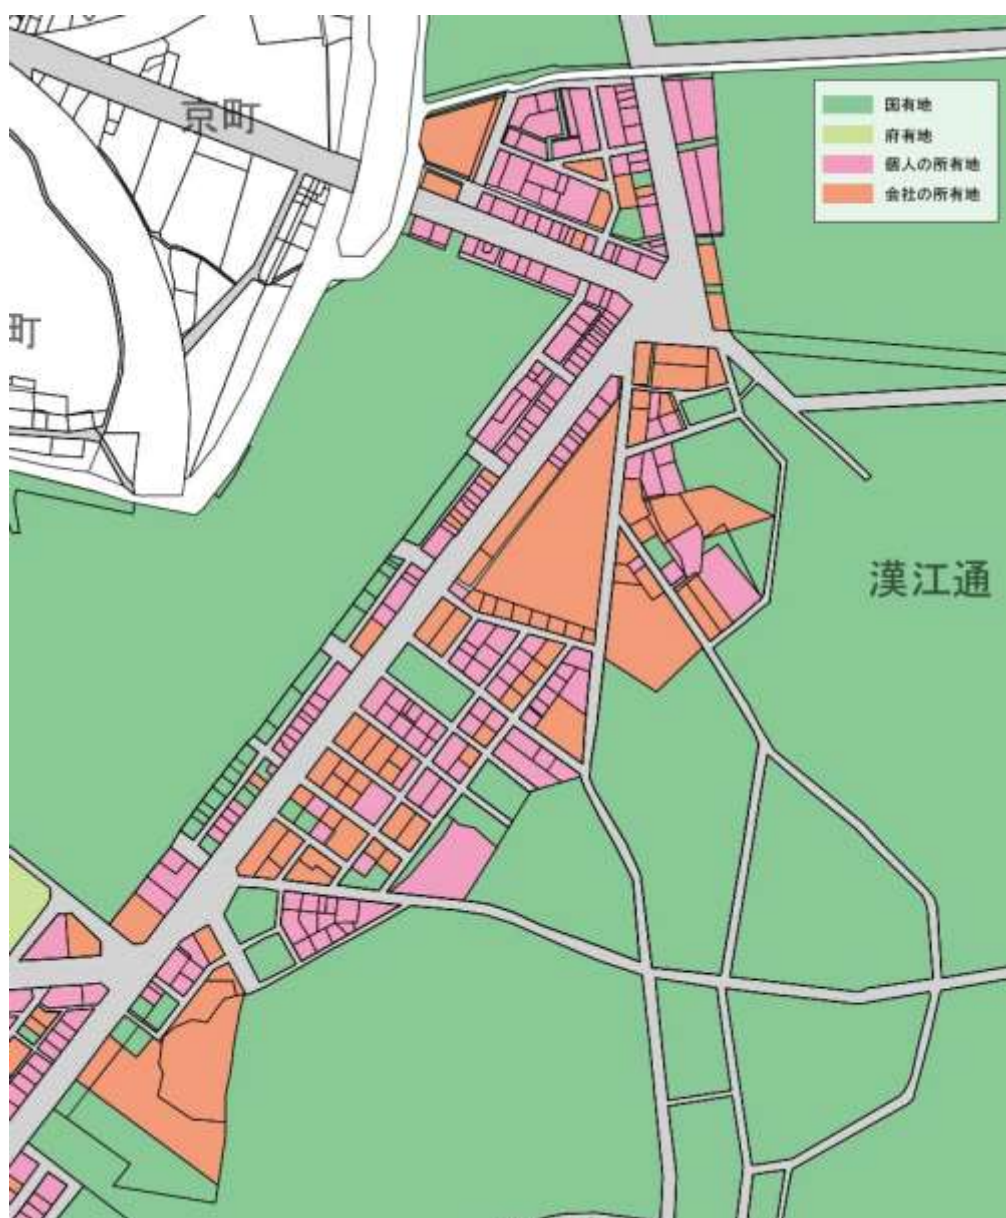 京町
国有地
府有地
個人の所有地
会社の所有地
町
漢江通